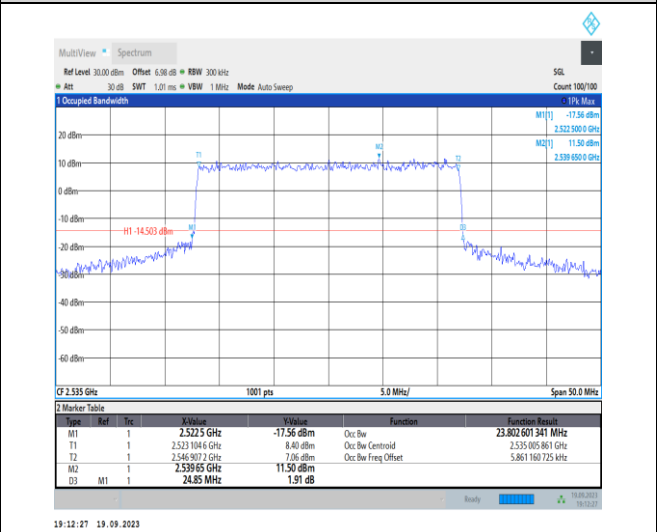 MultiView Spectrum
Ref Level 30.00 dBm Offset 6.98 dB RBW 300 kHz SGL
Att 30 dB SWT 1.01 ms VBW 1 MHz Mode Auto Sweep Count 100/100
1 Occupied Bandwidth 1Pk Max
M1[1] -17.56 dBm
2.522 500 0 GHz
M2[1] 11.50 dBm
2.539 650 0 GHz
20 dBm
M2
T1
T2
10 dBm
0 dBm
-10 dBm
M1
D3
H1 -14.503 dBm
-20 dBm
-30 dBm
-40 dBm
-50 dBm
-60 dBm
CF 2.535 GHz 1001 pts 5.0 MHz/ Span 50.0 MHz
2 Marker Table
Type Ref Trc X-Value Y-Value Function Function Result
M1 1 2.5225 GHz -17.56 dBm Occ Bw 23.802 601 341 MHz
T1 1 2.523 104 6 GHz 8.40 dBm Occ Bw Centroid 2.535 005 861 GHz
T2 1 2.546 907 2 GHz 7.06 dBm Occ Bw Freq Offset 5.861 160 725 kHz
M2 1 2.539 65 GHz 11.50 dBm
D3 M1 1 24.85 MHz 1.91 dB
Ready 19.09.2023
19:12:27
19:12:27 19.09.2023